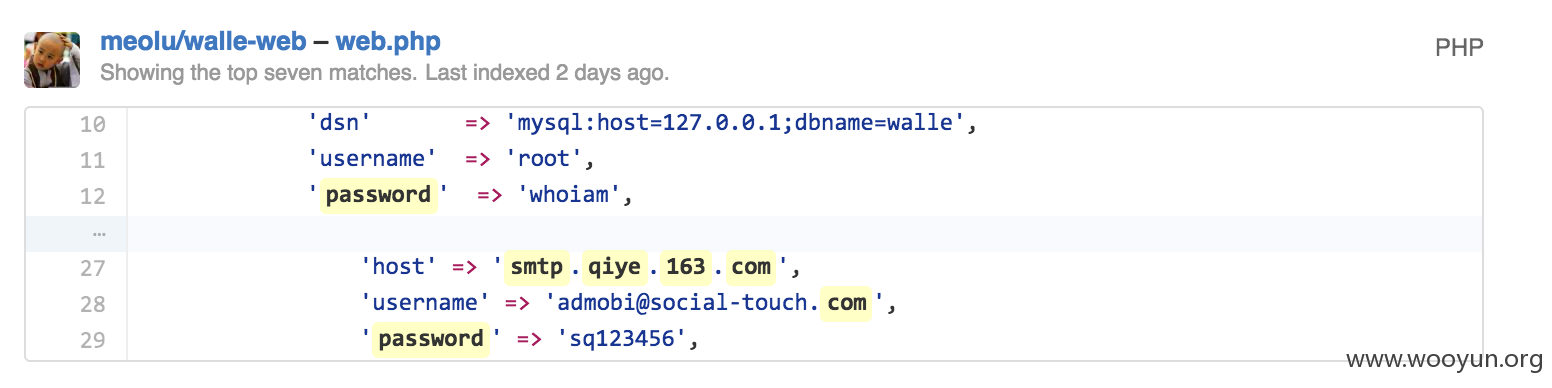 meolu/walle-web – web.php
PHP
Showing the top seven matches. Last indexed 2 days ago.
10 'dsn' => 'mysql:host=127.0.0.1;dbname=walle',
11 'username' => 'root',
12 'password' => 'whoiam',
...
27 'host' => 'smtp.qiye.163.com',
28 'username' => 'admobi@social-touch.com',
29 'password' => 'sq123456',
www.wooyun.org